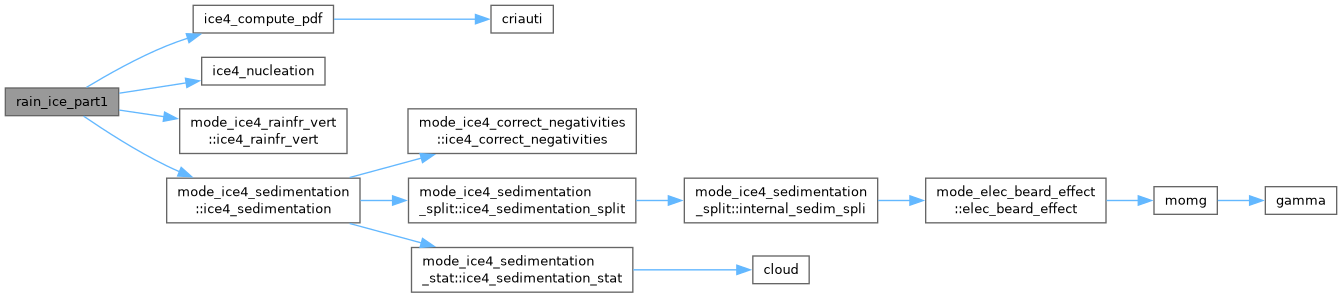 rain_ice_part1
ice4_compute_pdf
criauti
ice4_nucleation
mode_ice4_rainfr_vert
::ice4_rainfr_vert
mode_ice4_sedimentation
::ice4_sedimentation
mode_ice4_correct_negativities
::ice4_correct_negativities
mode_ice4_sedimentation
_split::ice4_sedimentation_split
mode_ice4_sedimentation
_split::internal_sedim_spli
mode_elec_beard_effect
::elec_beard_effect
momg
gamma
mode_ice4_sedimentation
_stat::ice4_sedimentation_stat
cloud